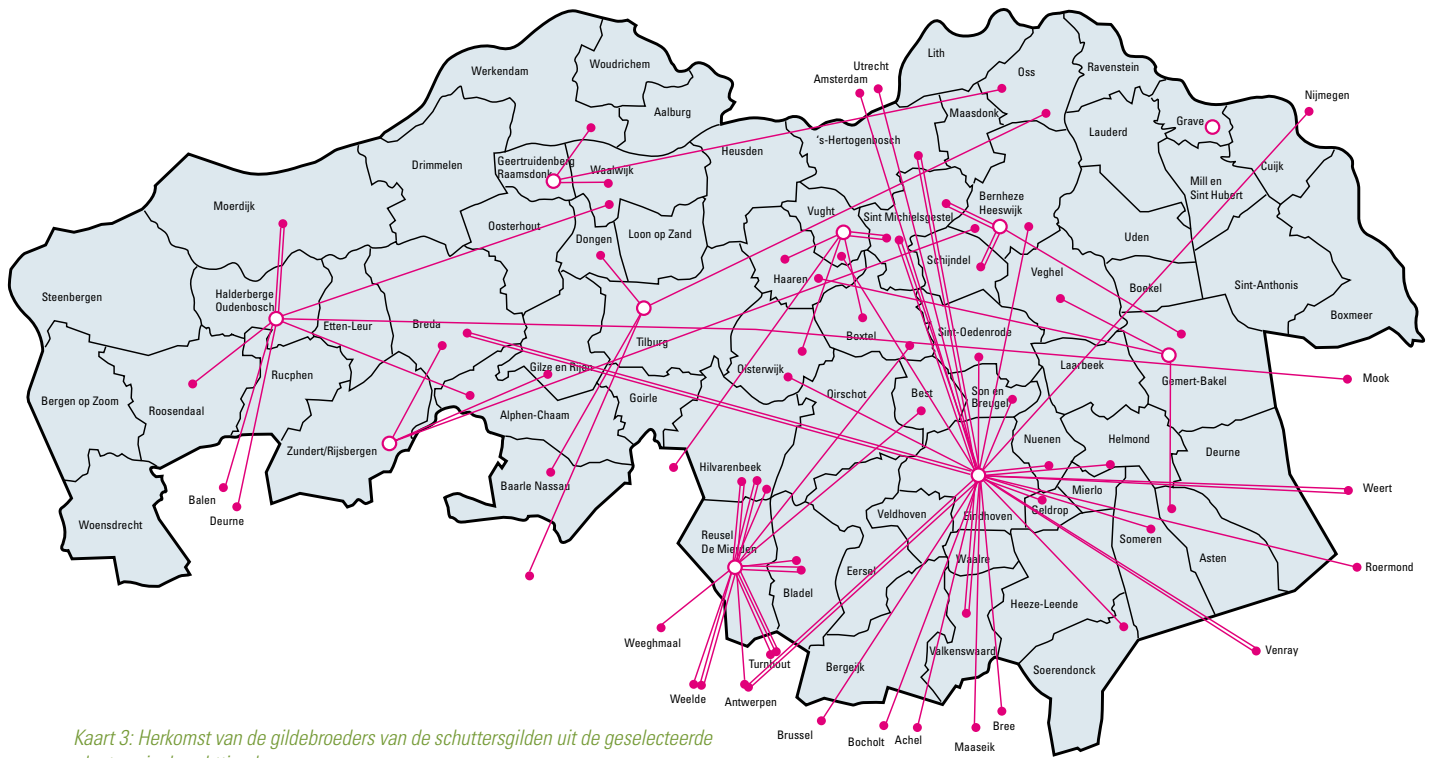 Lith
Utrecht
Amsterdam
Oss
Ravenstein
Woudrichem
Werkendam
Aalburg
Nijmegen
Maasdonk
Grave
Lauderd
's-Hertogenbosch
Heusden
Drimmelen
Geertruidenberg
Raamsdonk
Waalwijk
Cuijk
Mill en
Sint Hubert
Moerdijk
Bernheze
Heeswijk
Vught
Sint Michielsgestel
Oosterhout
Dongen
Loon op Zand
Uden
Schijndel
Veghel
Haaren
Boekel
Sint-Anthonis
Steenbergen
Halderberge
Oudenbosch
Boxmeer
Etten-Leur
Breda
Sint-Oedenrode
Boxtel
Tilburg
Gilze en Rijen
Oisterwijk
Laarbeek
Rucphen
Mook
Gemert-Bakel
Oirschot
Best
Son en
Breugel
Bergen op Zoom
Roosendaal
Goirle
Alphen-Chaam
Nuenen
Helmond
Zundert/Rijsbergen
Deurne
Hilvarenbeek
Baarle Nassau
Mierlo
Weert
Balen
Geldrop
Deurne
Veldhoven
Eindhoven
Woensdrecht
Reusel
De Mierden
Someren
Asten
Waalre
Eersel
Roermond
Bladel
Heeze-Leende
Weeghmaal
Valkenswaard
Venray
Turnhout
Bergeijk
Soerendonck
Weelde
Antwerpen
Bree
Brussel
Bocholt
Achel
Maaseik
Kaart 3: Herkomst van de gildebroeders van de schuttersgilden uit de geselecteerde